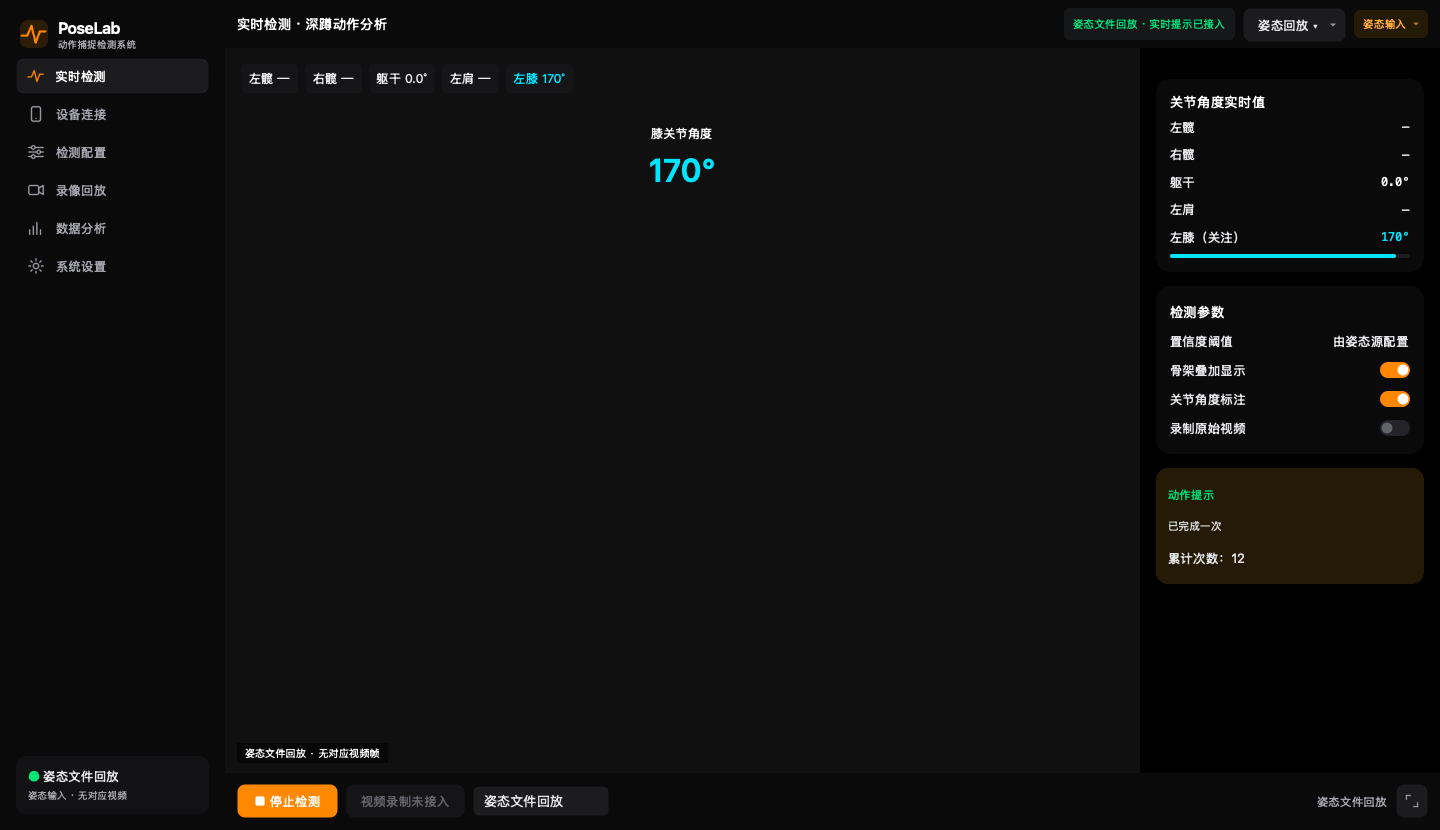 PoseLab
动作捕捉检测系统
实时检测
设备连接
检测配置
录像回放
数据分析
系统设置
姿态文件回放
姿态输入 · 无对应视频
实时检测 · 深蹲动作分析
姿态文件回放 · 实时提示已接入
姿态回放 ▾
姿态输入
左髋 — 右髋 — 躯干 0.0° 左肩 — 左膝 170°
膝关节角度
170°
姿态文件回放 · 无对应视频帧
停止检测
视频录制未接入
姿态文件回放
姿态文件回放
关节角度实时值
左髋 —
右髋 —
躯干 0.0°
左肩 —
左膝（关注） 170°
检测参数
置信度阈值 由姿态源配置
骨架叠加显示
关节角度标注
录制原始视频
动作提示
已完成一次
累计次数：12